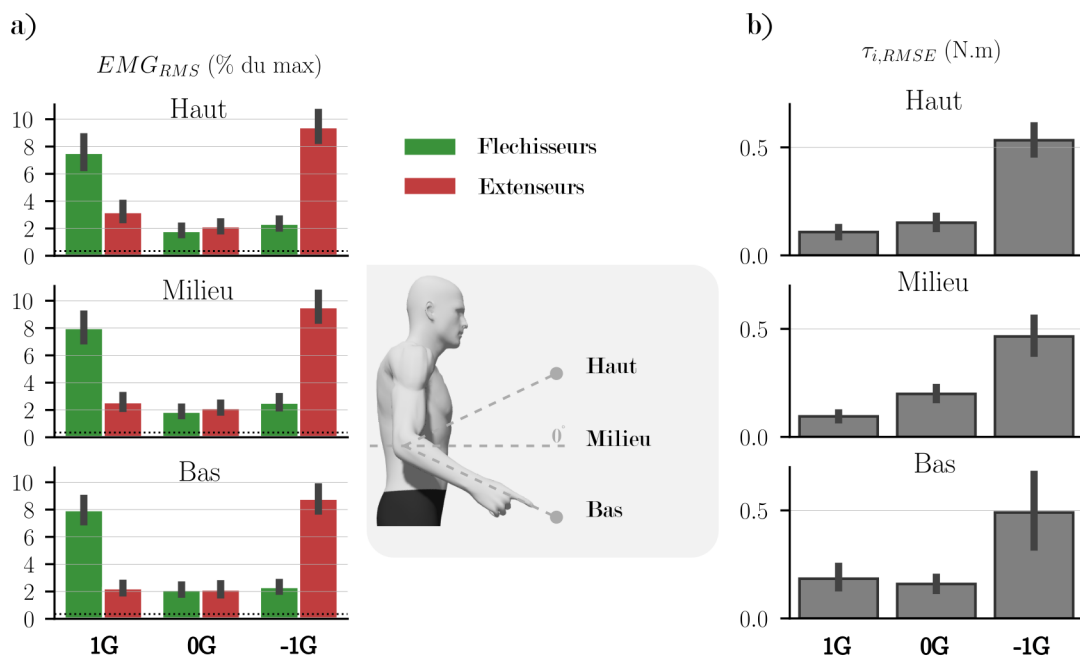 a)
EMG_RMS (% du max)
Haut
10
8
6
4
2
0
Milieu
10
8
6
4
2
0
Bas
10
8
6
4
2
0
1G 0G -1G
Flechisseurs
Extenseurs
Haut
0° Milieu
Bas
b)
τ_i,RMSE (N.m)
Haut
0.5
0.0
Milieu
0.5
0.0
Bas
0.5
0.0
1G 0G -1G